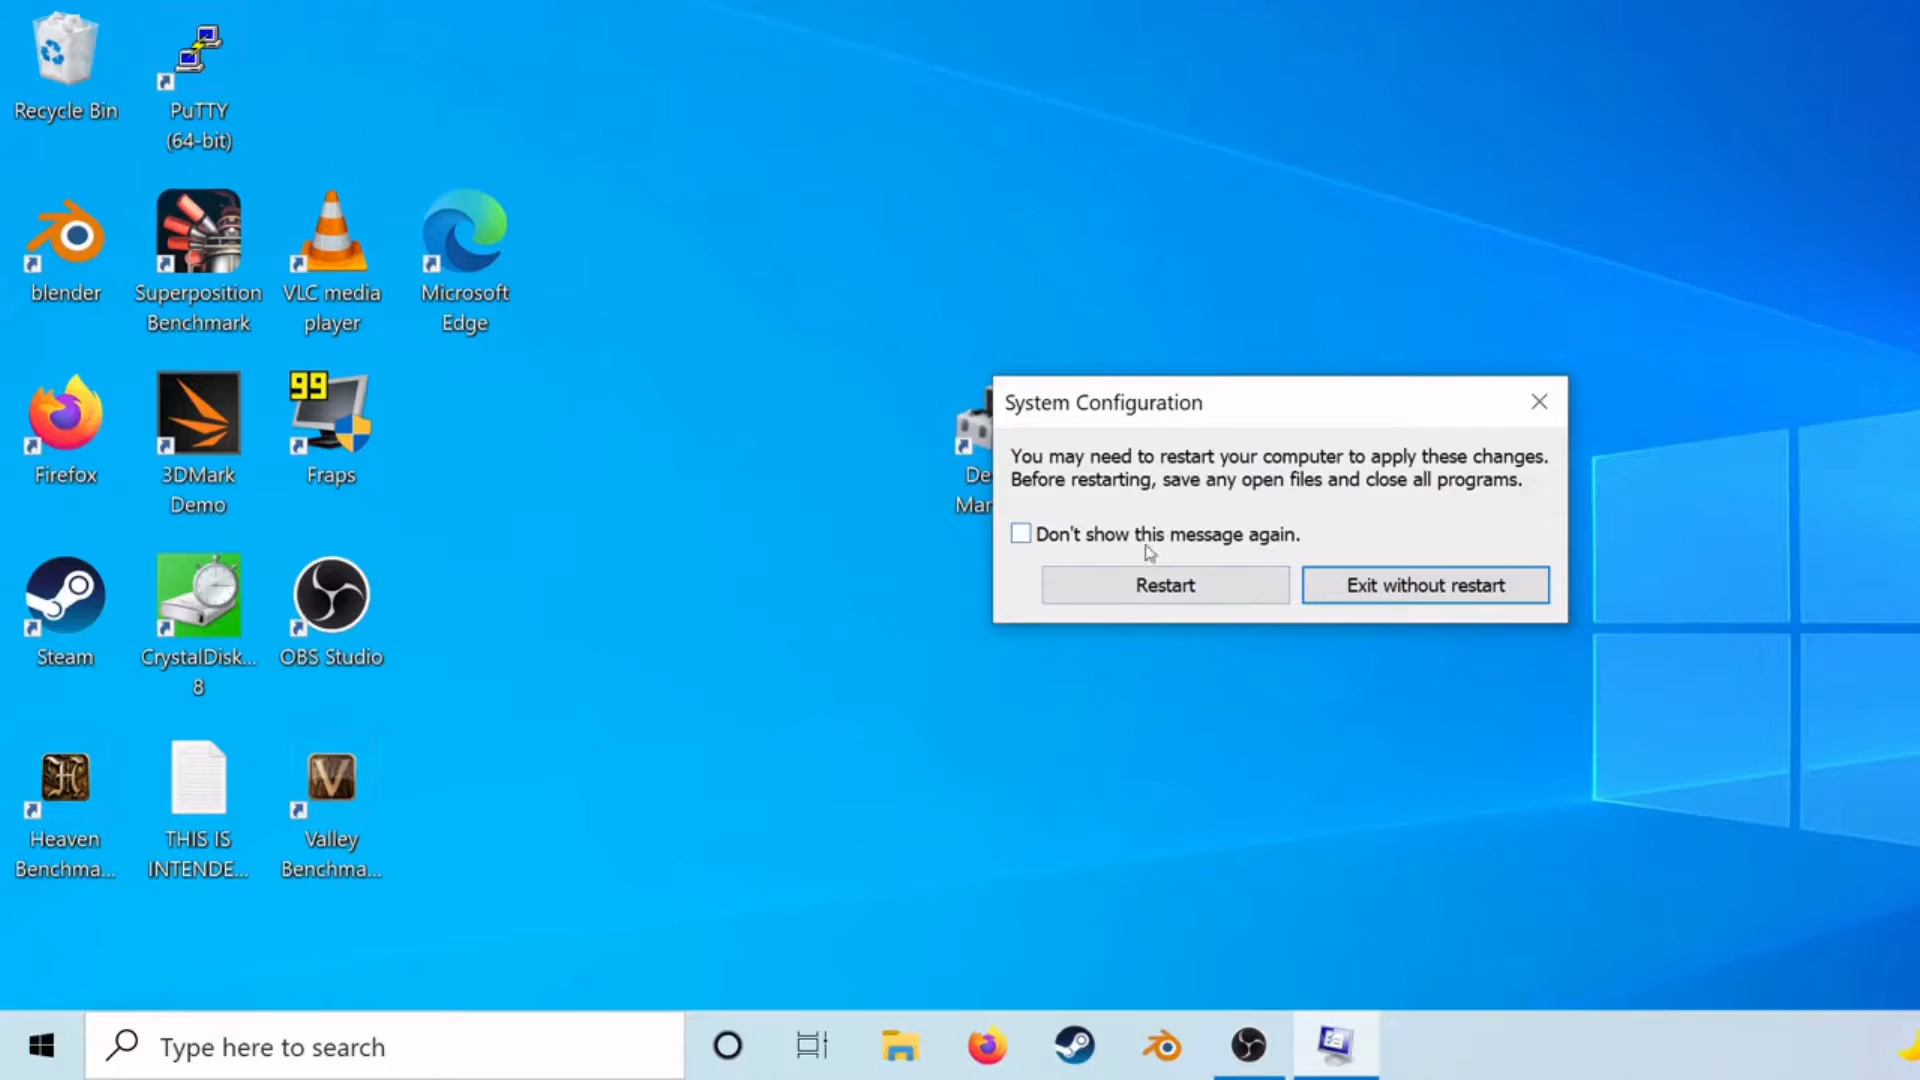 Recycle Bin
PuTTY
(64-bit)
blender
Superposition
Benchmark
VLC media
player
Microsoft
Edge
Firefox
3DMark
Demo
99
Fraps
Steam
CrystalDisk...
8
OBS Studio
Heaven
Benchma...
THIS IS
INTENDE...
Valley
Benchma...
De
Mar
System Configuration
You may need to restart your computer to apply these changes.
Before restarting, save any open files and close all programs.
Don't show this message again.
Restart
Exit without restart
Type here to search